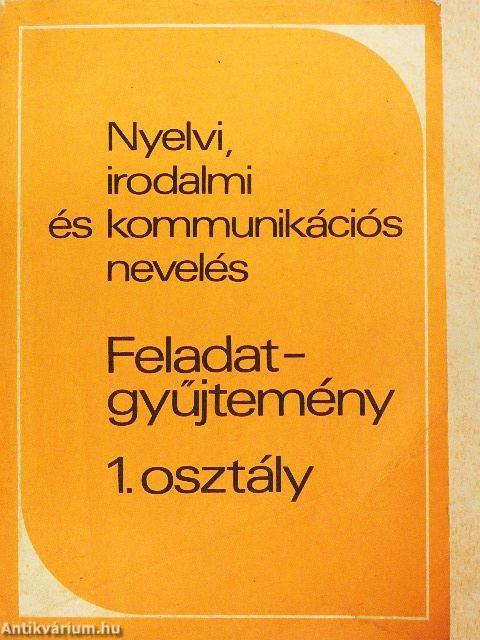 Nyelvi,
irodalmi
és kommunikációs
nevelés
Feladat-
gyűjtemény
1. osztály
Antikvárium.hu